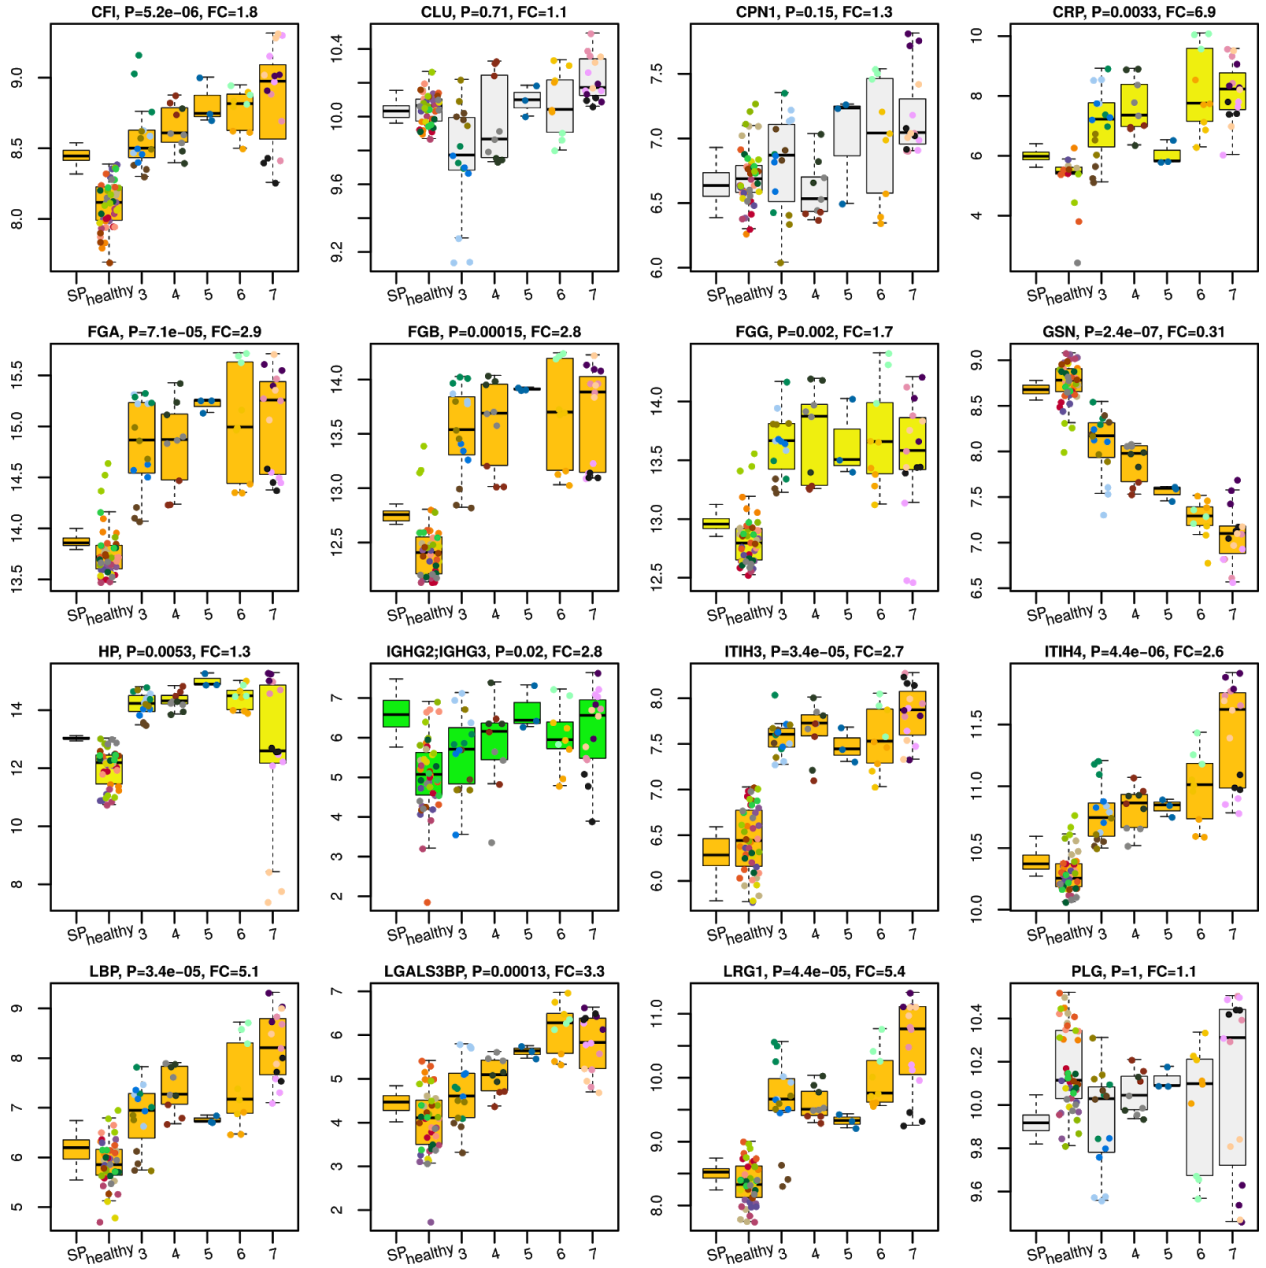 CFI, P=5.2e−06, FC=1.8
9.0
8.5
8.0
SP healthy 3 4 5 6 7
CLU, P=0.71, FC=1.1
10.4
10.0
9.6
9.2
SP healthy 3 4 5 6 7
CPN1, P=0.15, FC=1.3
7.5
7.0
6.5
6.0
SP healthy 3 4 5 6 7
CRP, P=0.0033, FC=6.9
10
8
6
4
SP healthy 3 4 5 6 7
FGA, P=7.1e−05, FC=2.9
15.5
15.0
14.5
14.0
13.5
SP healthy 3 4 5 6 7
FGB, P=0.00015, FC=2.8
14.0
13.5
13.0
12.5
SP healthy 3 4 5 6 7
FGG, P=0.002, FC=1.7
14.0
13.5
13.0
12.5
SP healthy 3 4 5 6 7
GSN, P=2.4e−07, FC=0.31
9.0
8.5
8.0
7.5
7.0
6.5
SP healthy 3 4 5 6 7
HP, P=0.0053, FC=1.3
14
12
10
8
SP healthy 3 4 5 6 7
IGHG2;IGHG3, P=0.02, FC=2.8
7
6
5
4
3
2
SP healthy 3 4 5 6 7
ITIH3, P=3.4e−05, FC=2.7
8.0
7.5
7.0
6.5
6.0
SP healthy 3 4 5 6 7
ITIH4, P=4.4e−06, FC=2.6
11.5
11.0
10.5
10.0
SP healthy 3 4 5 6 7
LBP, P=3.4e−05, FC=5.1
9
8
7
6
5
SP healthy 3 4 5 6 7
LGALS3BP, P=0.00013, FC=3.3
7
6
5
4
3
2
SP healthy 3 4 5 6 7
LRG1, P=4.4e−05, FC=5.4
11.0
10.0
9.0
8.0
SP healthy 3 4 5 6 7
PLG, P=1, FC=1.1
10.4
10.2
10.0
9.8
9.6
SP healthy 3 4 5 6 7